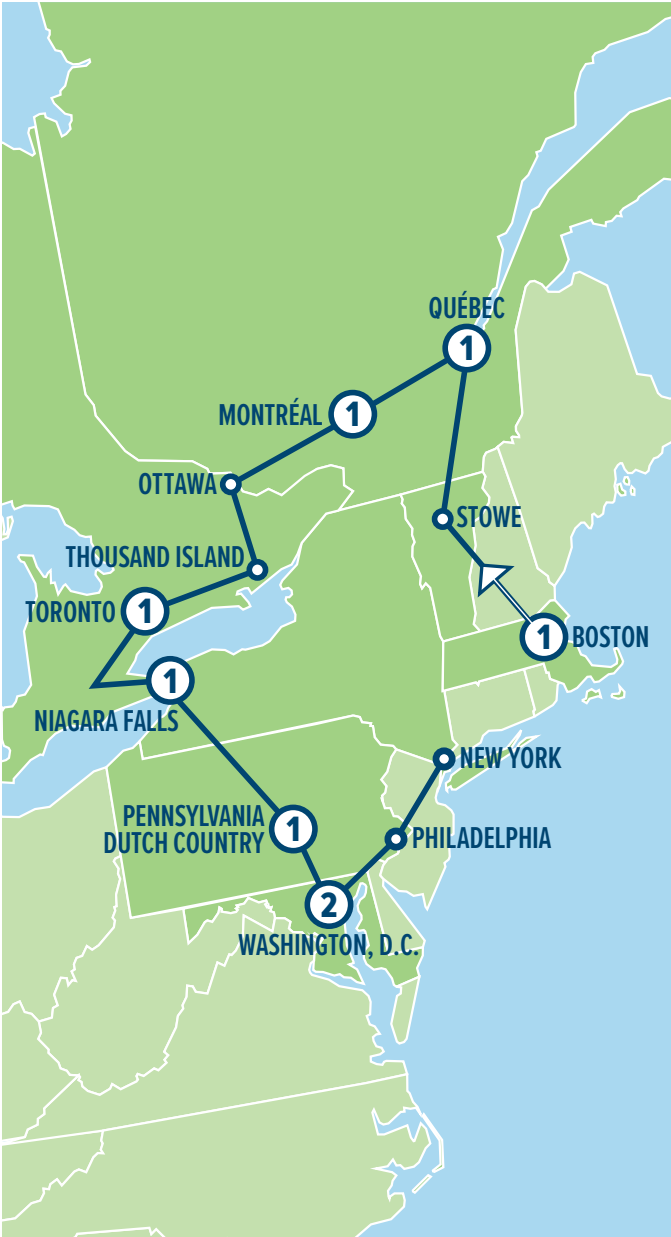 QUÉBEC
1
MONTRÉAL 1
OTTAWA
STOWE
THOUSAND ISLAND
TORONTO 1
1 BOSTON
1
NIAGARA FALLS
NEW YORK
PENNSYLVANIA
DUTCH COUNTRY
1
PHILADELPHIA
2
WASHINGTON, D.C.